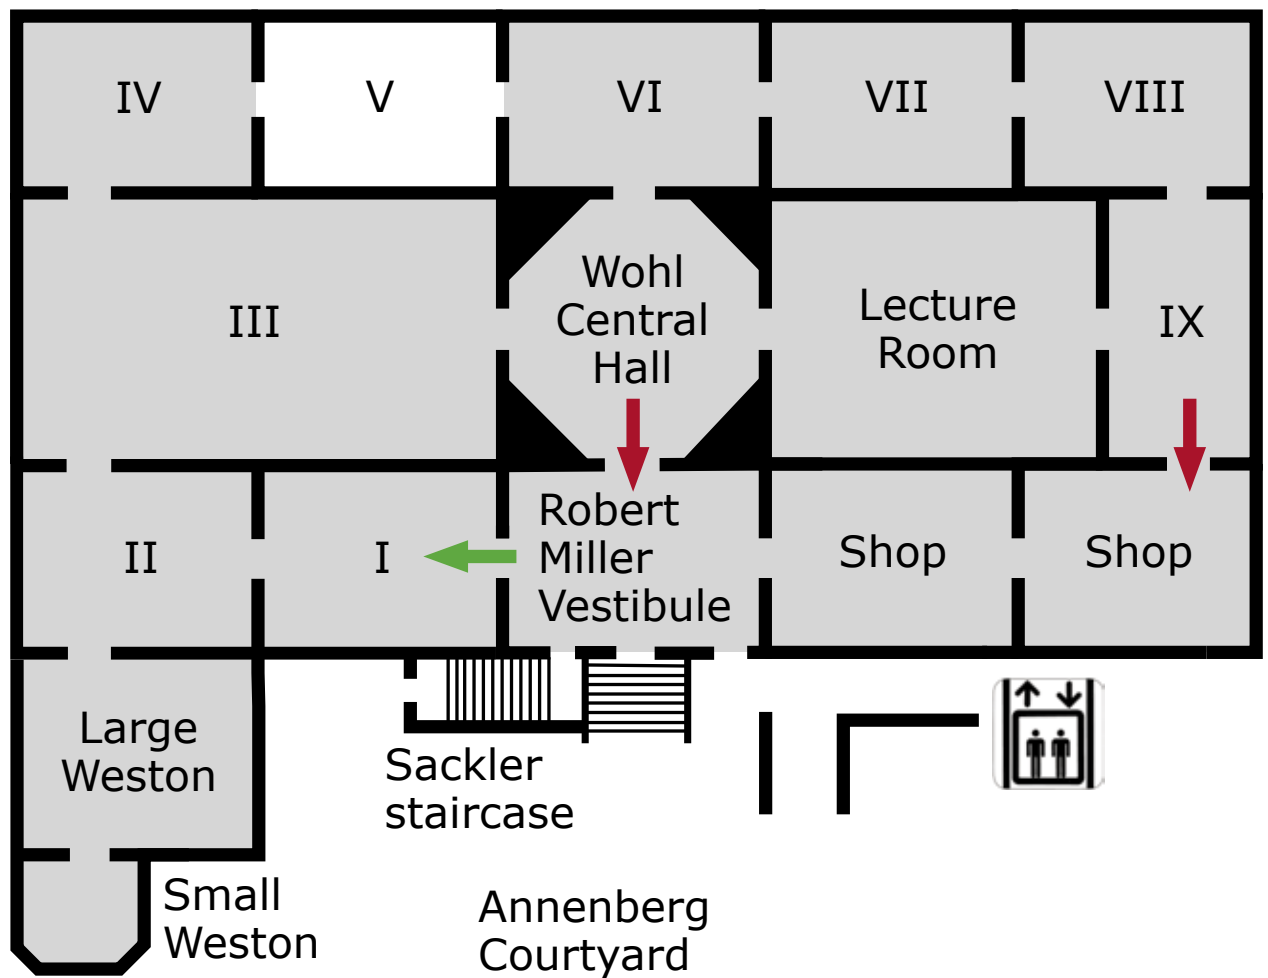 IV
V
VI
VII
VIII
III
Wohl
Central
Hall
Lecture
Room
IX
II
I
Robert
Miller
Vestibule
Shop
Shop
Large
Weston
Sackler
staircase
Small
Weston
Annenberg
Courtyard